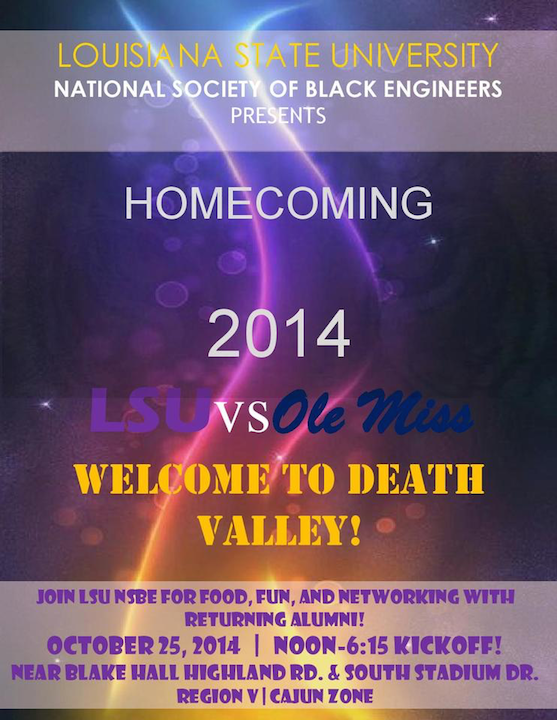 LOUISIANA STATE UNIVERSITY
NATIONAL SOCIETY OF BLACK ENGINEERS
PRESENTS
HOMECOMING
2014
LSU VS Ole Miss
WELCOME TO DEATH
VALLEY!
JOIN LSU NSBE FOR FOOD, FUN, AND NETWORKING WITH
RETURNING ALUMNI!
OCTOBER 25, 2014 | NOON-6:15 KICKOFF!
NEAR BLAKE HALL HIGHLAND RD. & SOUTH STADIUM DR.
REGION V|CAJUN ZONE